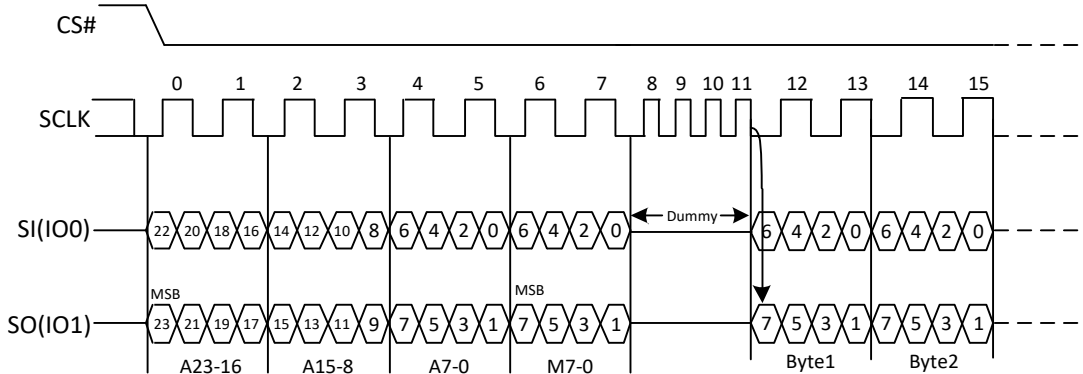 CS#
0 1 2 3 4 5 6 7 8 9 10 11 12 13 14 15
SCLK
SI(IO0) 22 20 18 16 14 12 10 8 6 4 2 0 6 4 2 0 Dummy 6 4 2 0 6 4 2 0
MSB MSB
SO(IO1) 23 21 19 17 15 13 11 9 7 5 3 1 7 5 3 1 7 5 3 1 7 5 3 1
A23-16 A15-8 A7-0 M7-0 Byte1 Byte2